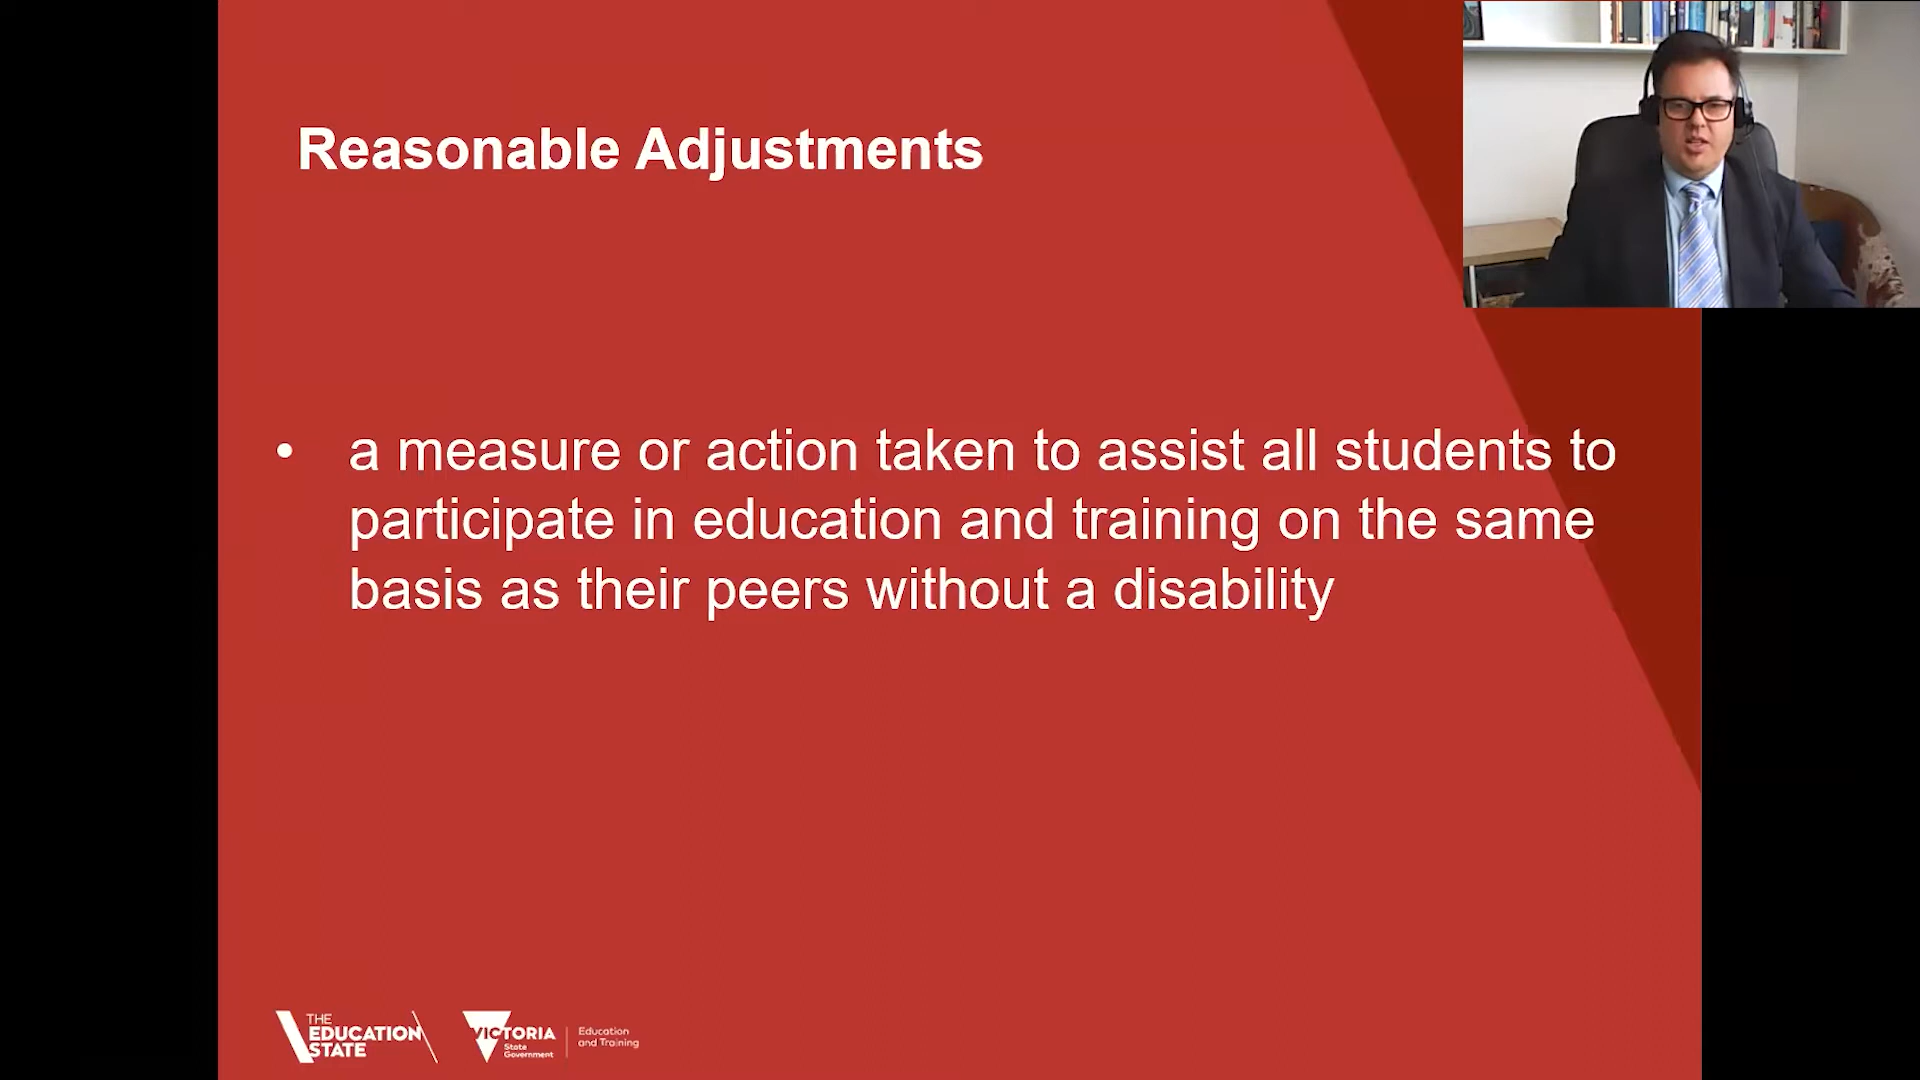 Reasonable Adjustments
• a measure or action taken to assist all students to
participate in education and training on the same
basis as their peers without a disability
THE
EDUCATION
STATE
VICTORIA
State
Government
Education
and Training